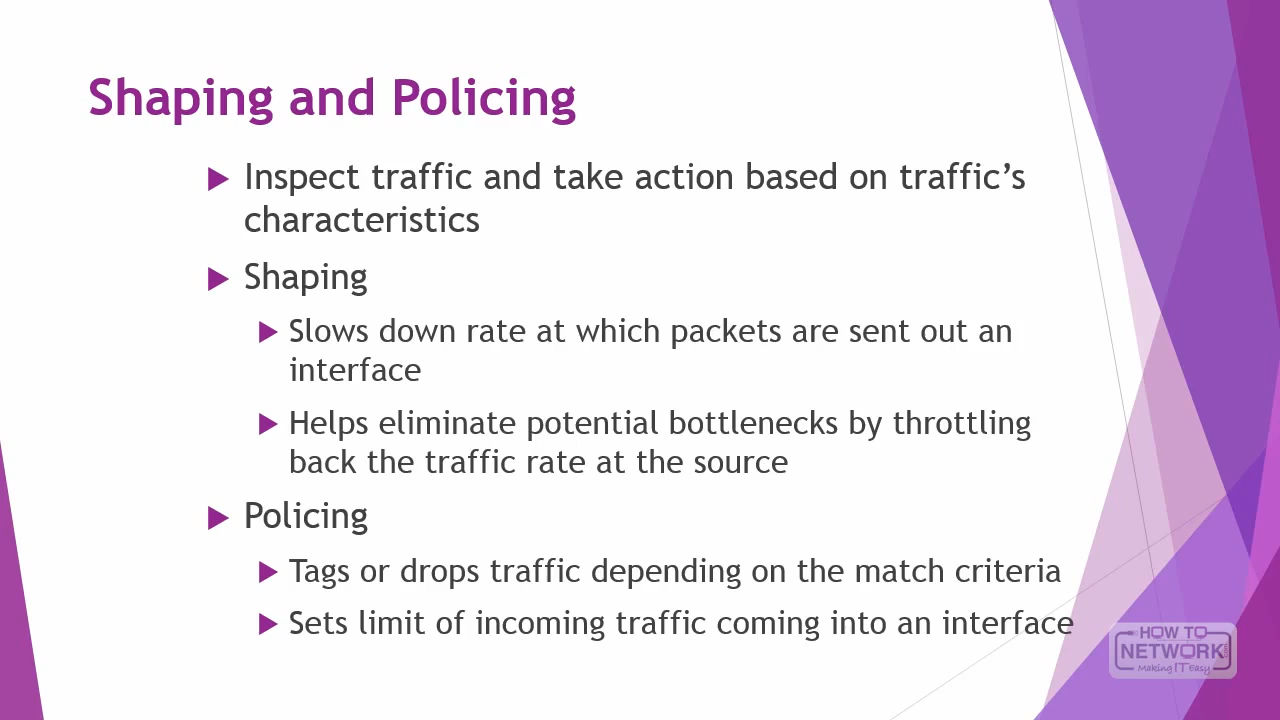 Shaping and Policing
Inspect traffic and take action based on traffic’s
characteristics
Shaping
Slows down rate at which packets are sent out an
interface
Helps eliminate potential bottlenecks by throttling
back the traffic rate at the source
Policing
Tags or drops traffic depending on the match criteria
Sets limit of incoming traffic coming into an interface
HOW TO
NETWORK
Making IT Easy